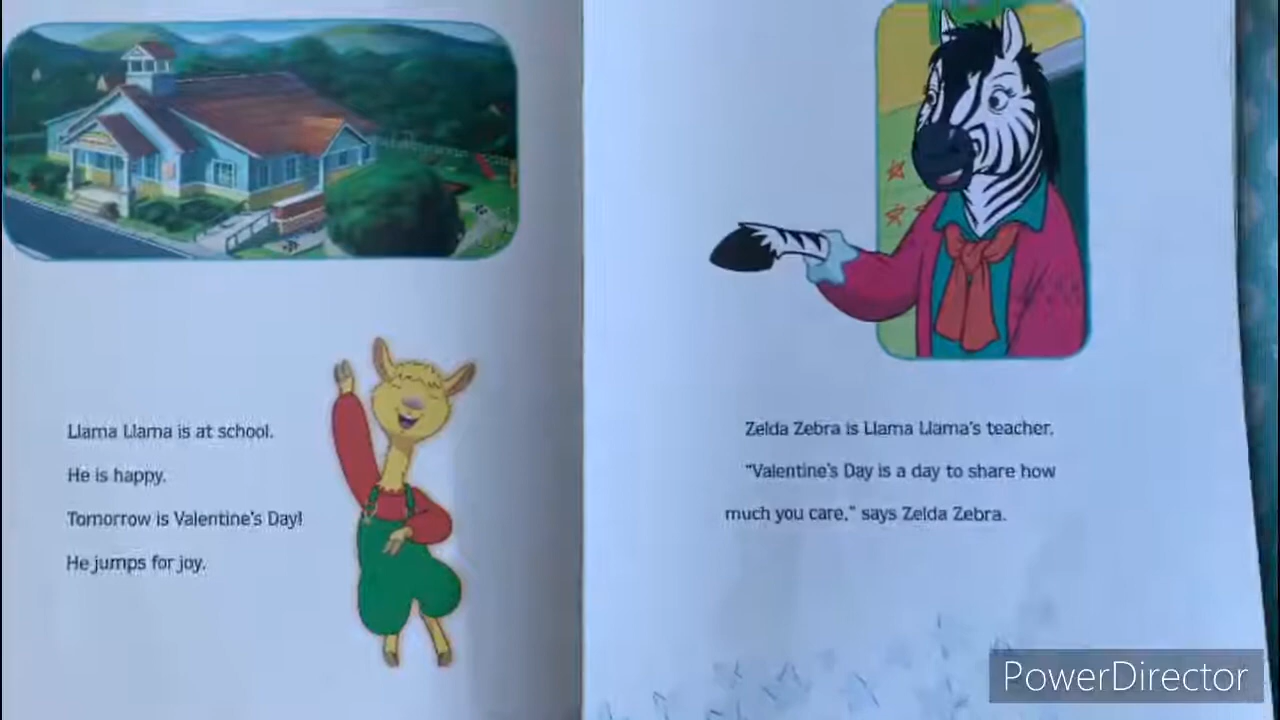 Llama Llama is at school.
He is happy.
Tomorrow is Valentine's Day!
He jumps for joy.
Zelda Zebra is Llama Llama's teacher.
"Valentine's Day is a day to share how
much you care," says Zelda Zebra.
PowerDirector